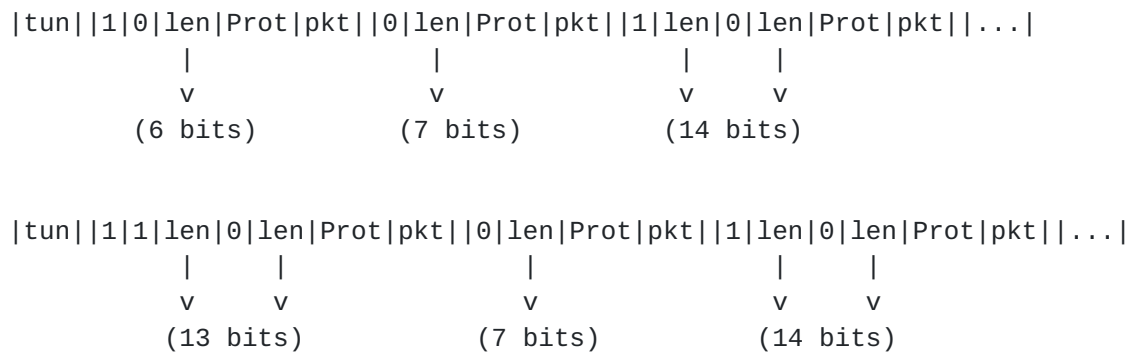 |tun||1|0|len|Prot|pkt||0|len|Prot|pkt||1|len|0|len|Prot|pkt||...|
           |                |                |     |
           v                v                v     v
        (6 bits)         (7 bits)         (14 bits)

|tun||1|1|len|0|len|Prot|pkt||0|len|Prot|pkt||1|len|0|len|Prot|pkt||...|
           |     |                |                |     |
           v     v                v                v     v
          (13 bits)           (7 bits)          (14 bits)